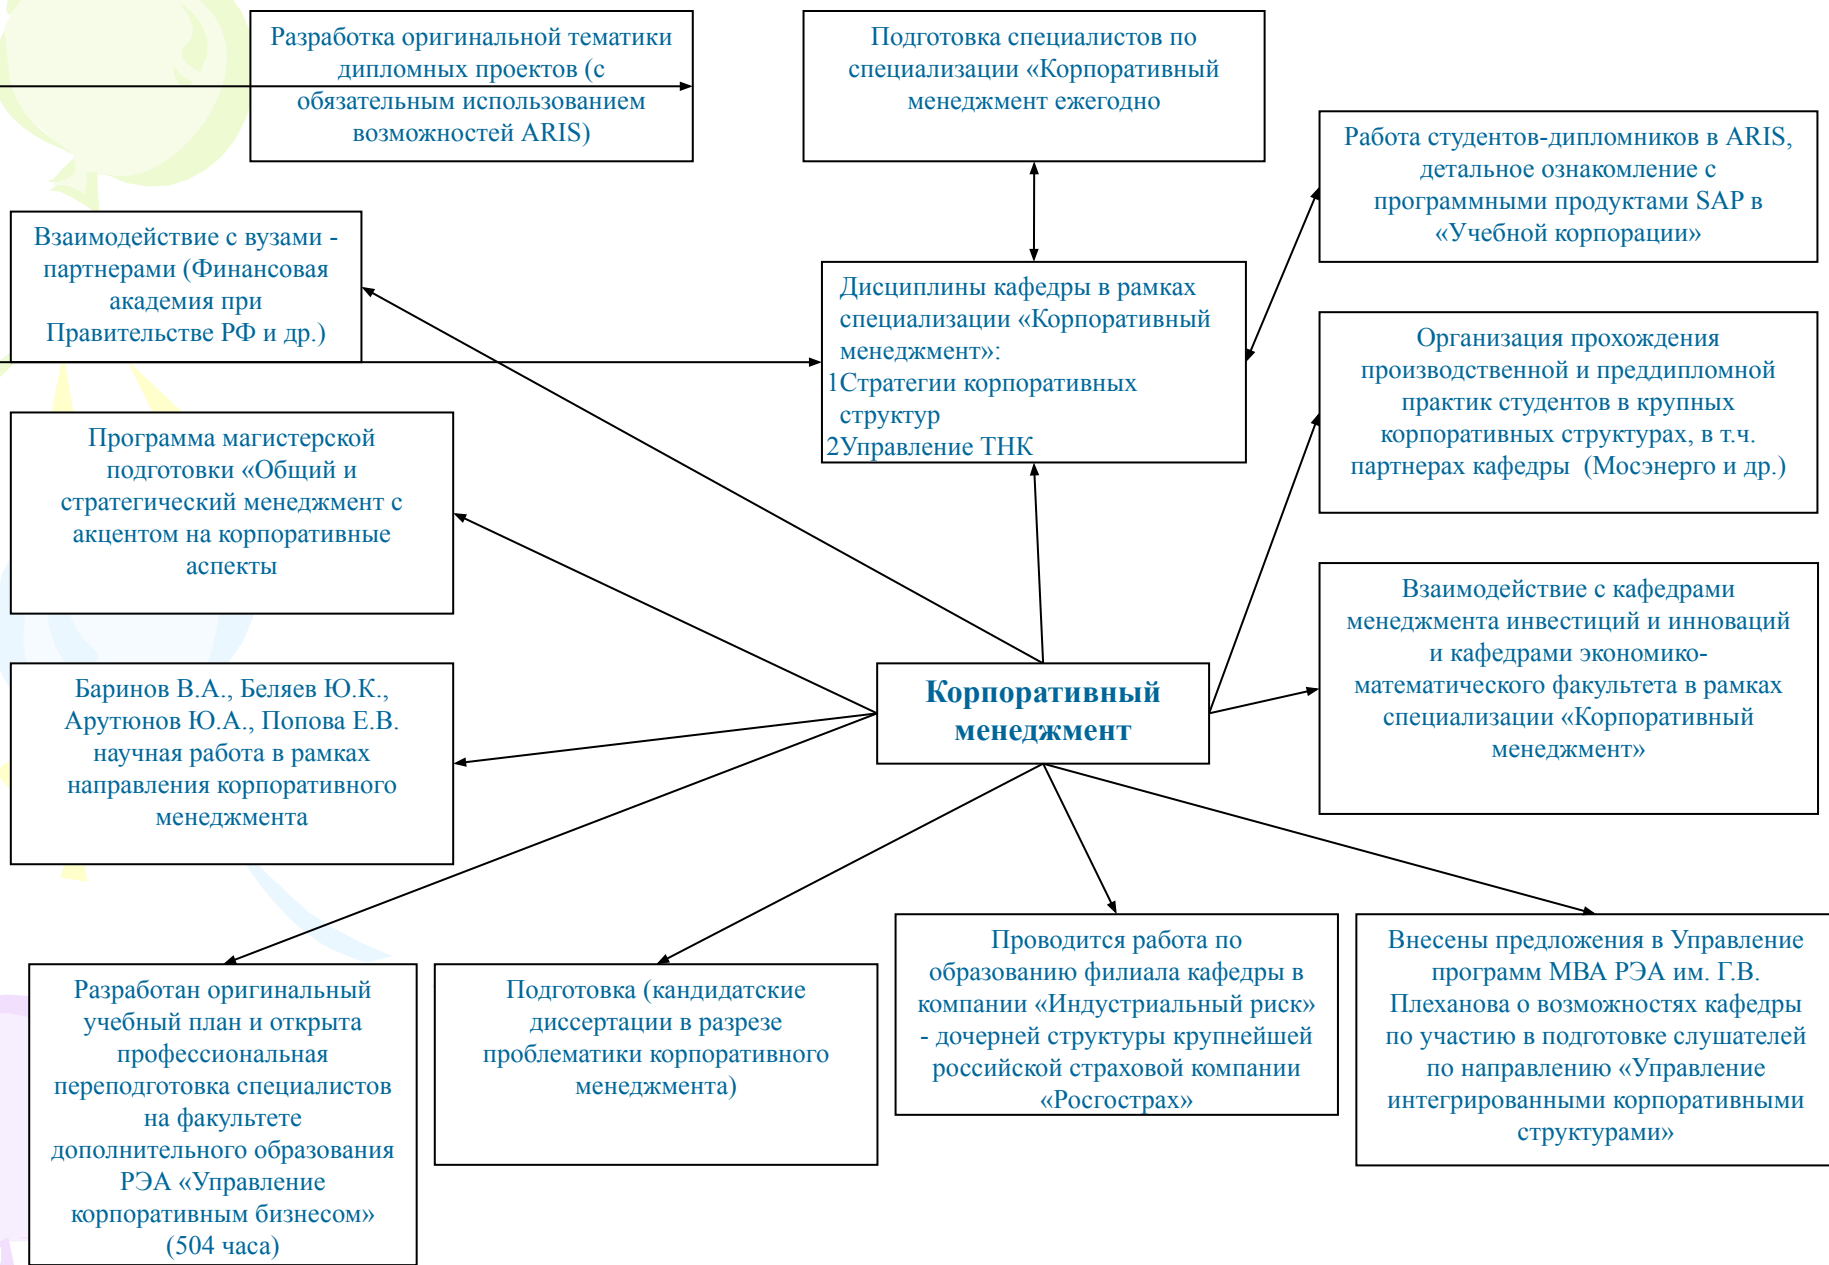 Разработка оригинальной тематики
дипломных проектов (с
обязательным использованием
возможностей ARIS)
Подготовка специалистов по
специализации «Корпоративный
менеджмент ежегодно
Работа студентов-дипломников в ARIS,
детальное ознакомление с
программными продуктами SAP в
«Учебной корпорации»
Взаимодействие с вузами -
партнерами (Финансовая
академия при
Правительстве РФ и др.)
Дисциплины кафедры в рамках
специализации «Корпоративный
менеджмент»:
1Стратегии корпоративных
структур
2Управление ТНК
Организация прохождения
производственной и преддипломной
практик студентов в крупных
корпоративных структурах, в т.ч.
партнерах кафедры (Мосэнерго и др.)
Программа магистерской
подготовки «Общий и
стратегический менеджмент с
акцентом на корпоративные
аспекты
Взаимодействие с кафедрами
менеджмента инвестиций и инноваций
и кафедрами экономико-
математического факультета в рамках
специализации «Корпоративный
менеджмент»
Баринов В.А., Беляев Ю.К.,
Арутюнов Ю.А., Попова Е.В.
научная работа в рамках
направления корпоративного
менеджмента
Корпоративный
менеджмент
Разработан оригинальный
учебный план и открыта
профессиональная
переподготовка специалистов
на факультете
дополнительного образования
РЭА «Управление
корпоративным бизнесом»
(504 часа)
Подготовка (кандидатские
диссертации в разрезе
проблематики корпоративного
менеджмента)
Проводится работа по
образованию филиала кафедры в
компании «Индустриальный риск»
- дочерней структуры крупнейшей
российской страховой компании
«Росгострах»
Внесены предложения в Управление
программ МВА РЭА им. Г.В.
Плеханова о возможностях кафедры
по участию в подготовке слушателей
по направлению «Управление
интегрированными корпоративными
структурами»